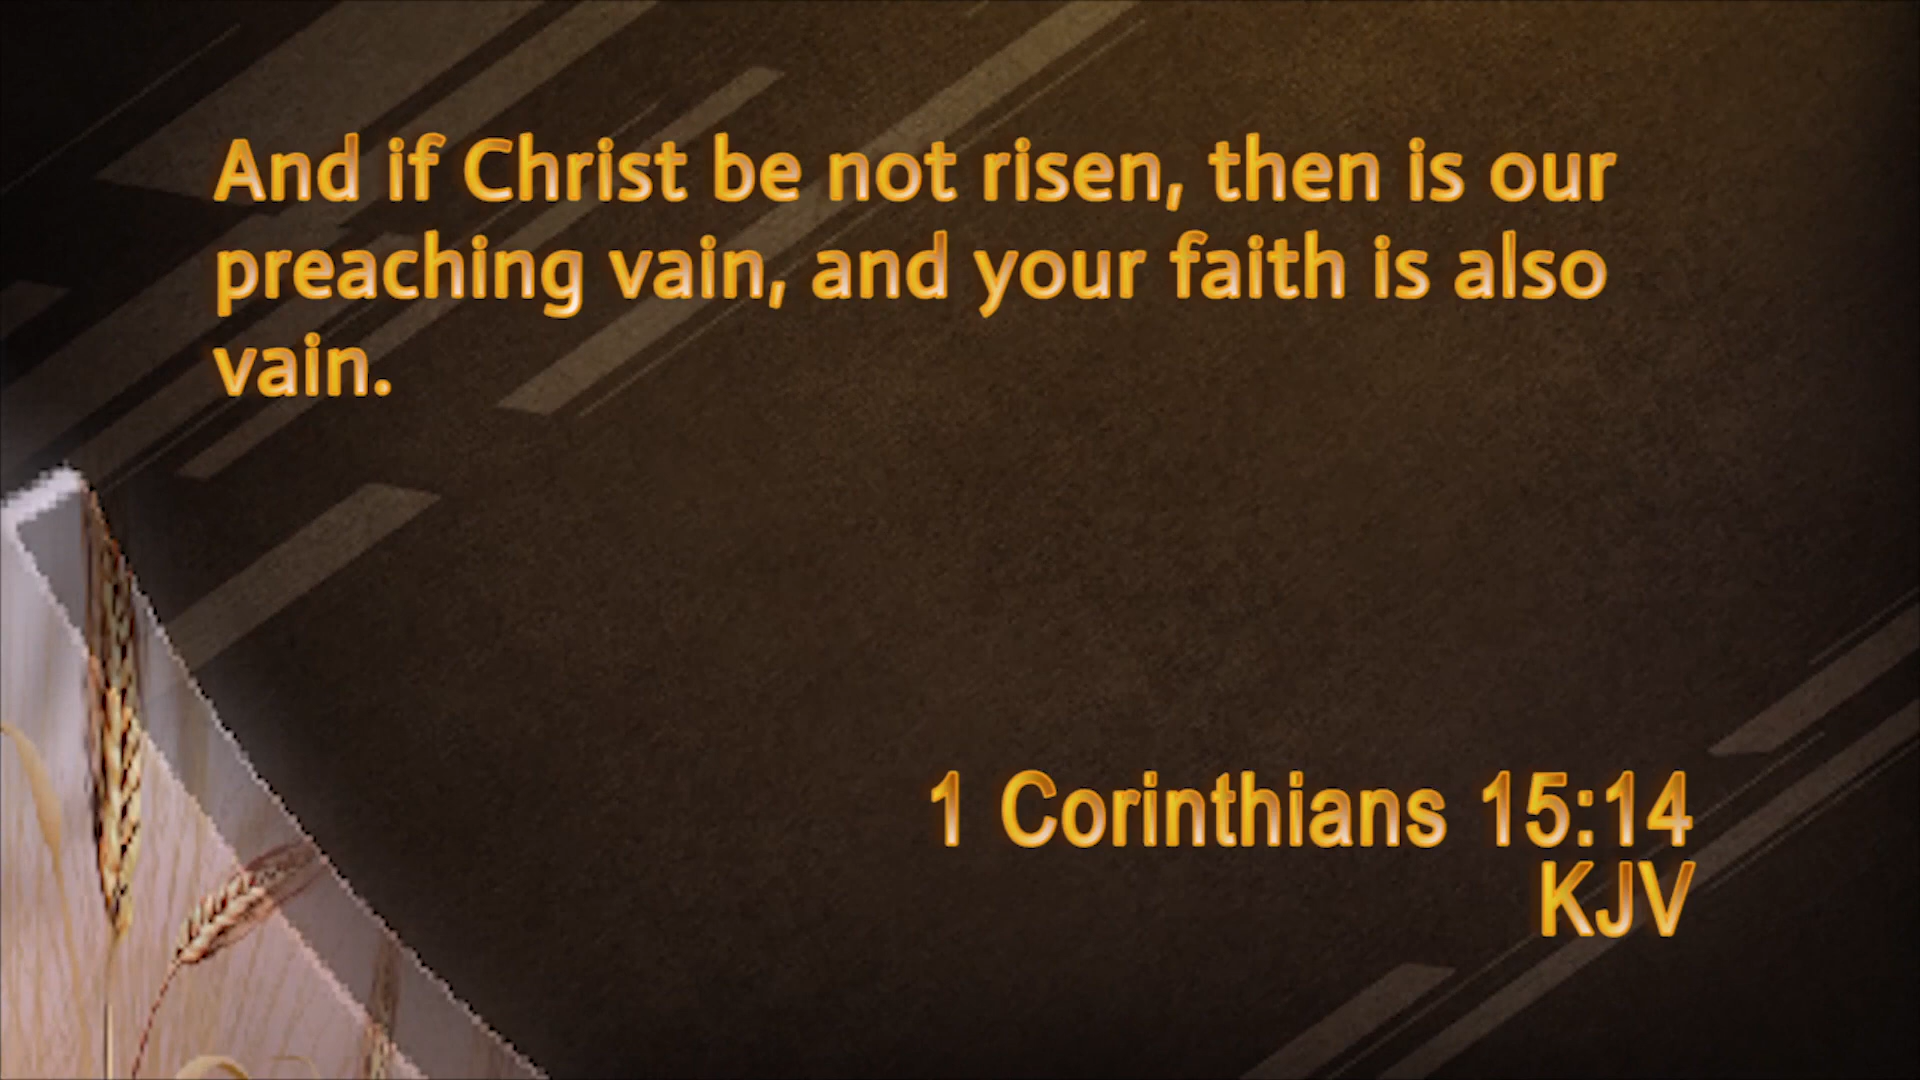 And if Christ be not risen, then is our
preaching vain, and your faith is also
vain.
1 Corinthians 15:14
KJV